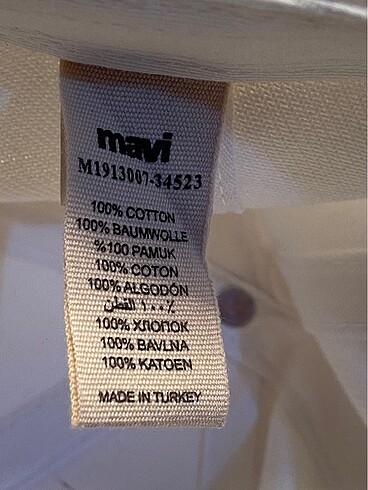 mavi
M1913007-34523
100% COTTON
100% BAUMWOLLE
%100 PAMUK
100% COTON
100% ALGODÓN
٪١٠٠ القطن
100% ХЛОПОК
100% BAVLNA
100% KATOEN
MADE IN TURKEY